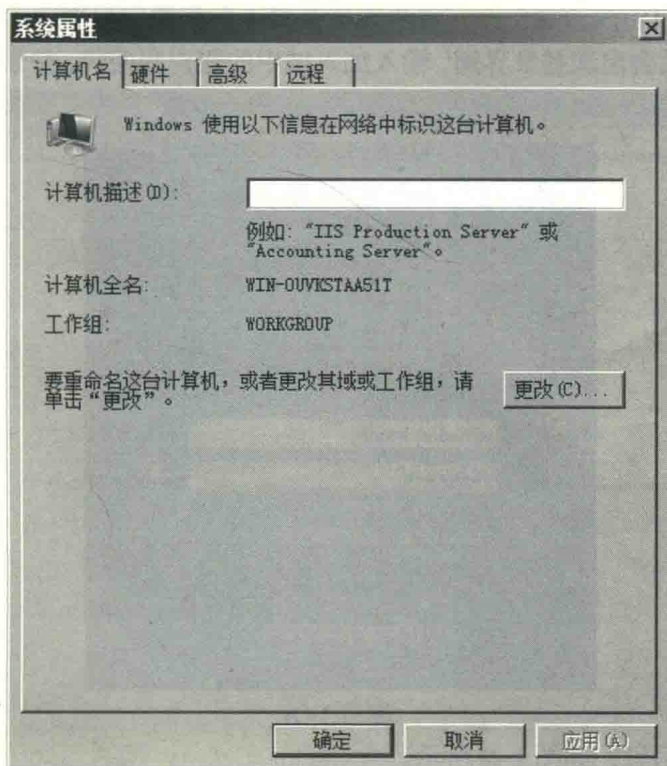 系统属性
计算机名 硬件 高级 远程
Windows 使用以下信息在网络中标识这台计算机。
计算机描述(D):
例如: "IIS Production Server" 或
"Accounting Server"。
计算机全名: WIN-OUVKSTAA51T
工作组: WORKGROUP
要重命名这台计算机，或者更改其域或工作组，请
单击“更改”。
更改(C)...
确定 取消 应用(A)